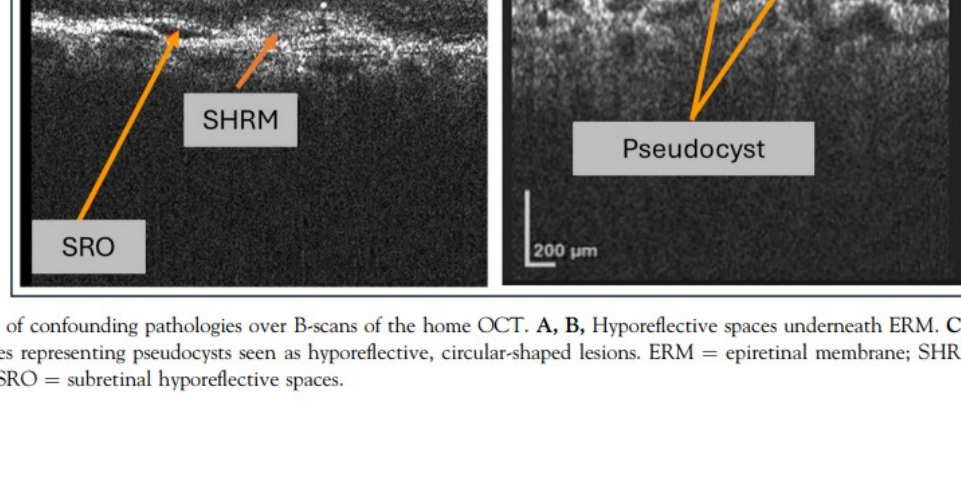 SHRM
Pseudocyst
SRO
200 µm
of confounding pathologies over B-scans of the home OCT. A, B, Hyporeflective spaces underneath ERM. C
es representing pseudocysts seen as hyporeflective, circular-shaped lesions. ERM = epiretinal membrane; SHR
SRO = subretinal hyporeflective spaces.